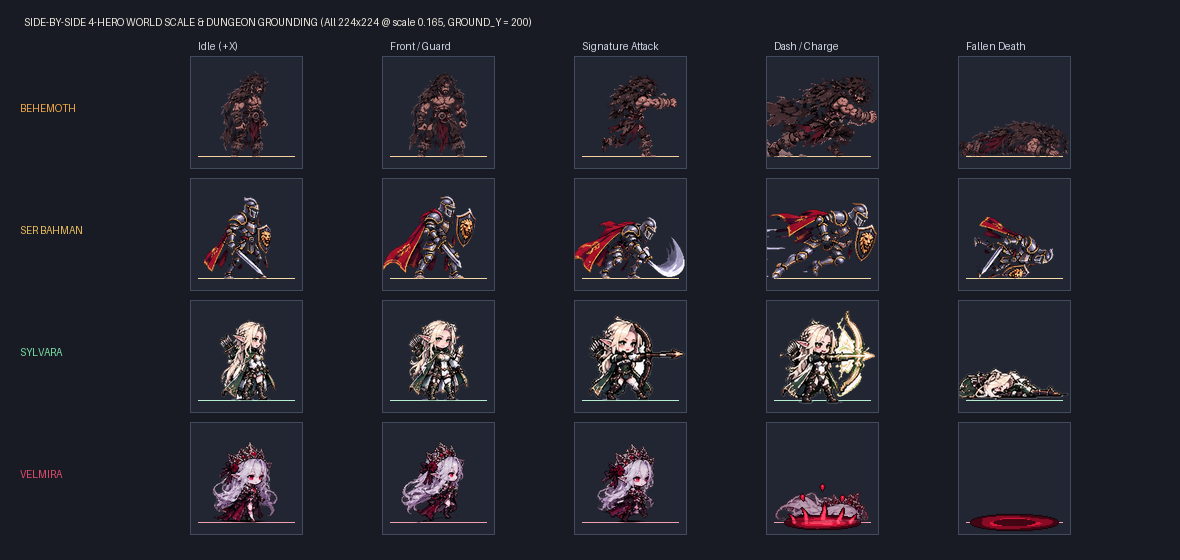 SIDE-BY-SIDE 4-HERO WORLD SCALE & DUNGEON GROUNDING (All 224x224 @ scale 0.165, GROUND_Y = 200)
Idle (+X) Front / Guard Signature Attack Dash / Charge Fallen Death
BEHEMOTH
SER BAHMAN
SYLVARA
VELMIRA